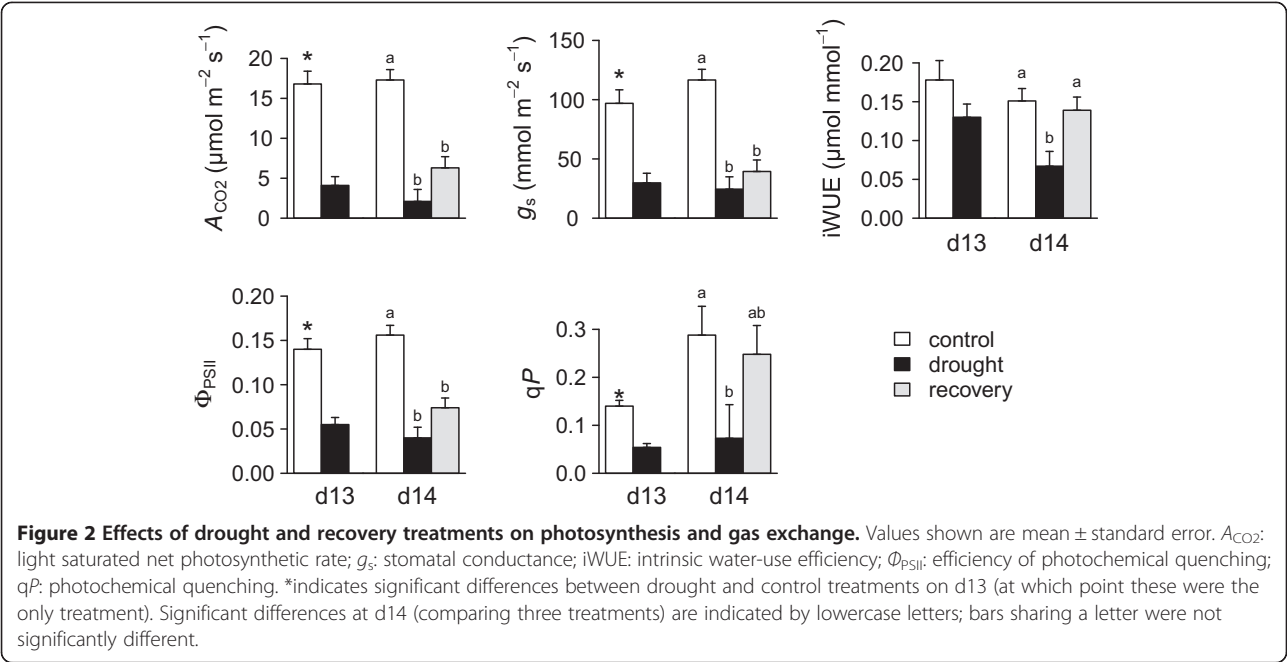 A_CO2 (µmol m⁻² s⁻¹)
20
15
10
5
0
*
a
b
b
g_s (mmol m⁻² s⁻¹)
150
100
50
0
*
a
b
b
iWUE (µmol mmol⁻¹)
0.20
0.15
0.10
0.05
0.00
a
b
a
d13 d14
Φ_PSII
0.20
0.15
0.10
0.05
0.00
*
a
b
b
d13 d14
qP
0.3
0.2
0.1
0.0
*
a
b
ab
d13 d14
control
drought
recovery
Figure 2 Effects of drought and recovery treatments on photosynthesis and gas exchange. Values shown are mean ± standard error. A_CO2:
light saturated net photosynthetic rate; g_s: stomatal conductance; iWUE: intrinsic water-use efficiency; Φ_PSII: efficiency of photochemical quenching;
qP: photochemical quenching. *indicates significant differences between drought and control treatments on d13 (at which point these were the
only treatment). Significant differences at d14 (comparing three treatments) are indicated by lowercase letters; bars sharing a letter were not
significantly different.